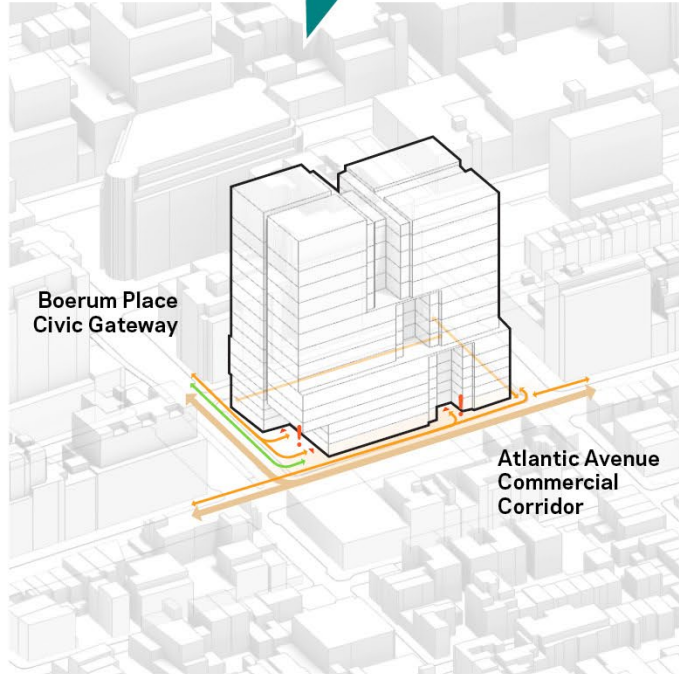 Boerum Place
Civic Gateway
Atlantic Avenue
Commercial
Corridor